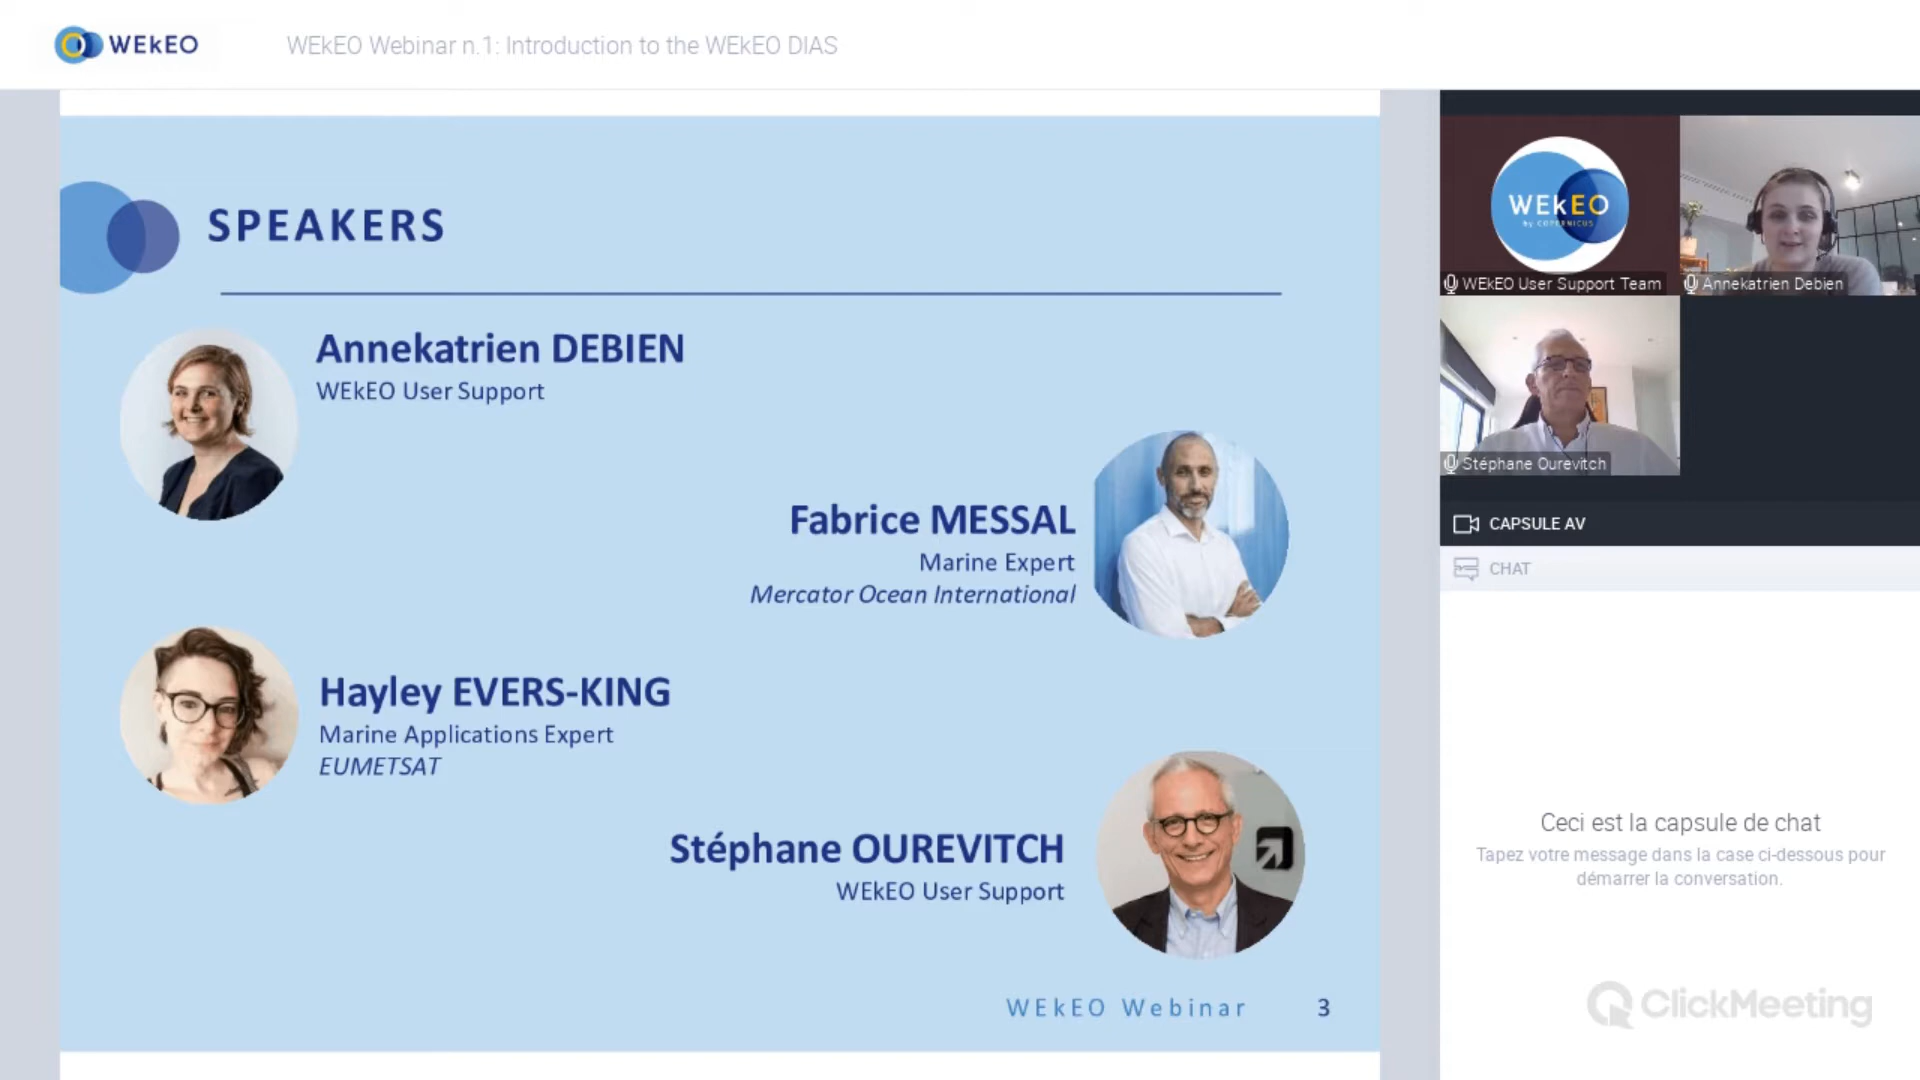 WEkEO
WEkEO Webinar n.1: Introduction to the WEkEO DIAS
SPEAKERS
Annekatrien DEBIEN
WEkEO User Support
Fabrice MESSAL
Marine Expert
Mercator Ocean International
Hayley EVERS-KING
Marine Applications Expert
EUMETSAT
Stéphane OUREVITCH
WEkEO User Support
WEkEO Webinar 3
WEkEO
by COPERNICUS
WEkEO User Support Team
Annekatrien Debien
Stéphane Ourevitch
CAPSULE AV
CHAT
Ceci est la capsule de chat
Tapez votre message dans la case ci-dessous pour
démarrer la conversation.
ClickMeeting